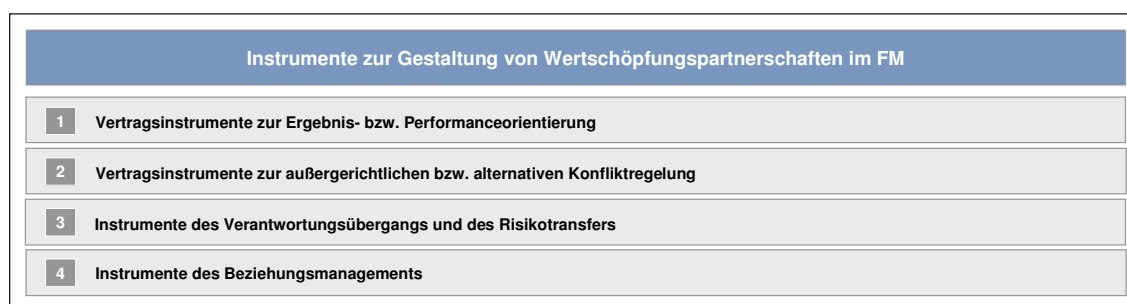 Instrumente zur Gestaltung von Wertschöpfungspartnerschaften im FM
1 Vertragsinstrumente zur Ergebnis- bzw. Performanceorientierung
2 Vertragsinstrumente zur außergerichtlichen bzw. alternativen Konfliktregelung
3 Instrumente des Verantwortungsübergangs und des Risikotransfers
4 Instrumente des Beziehungsmanagements